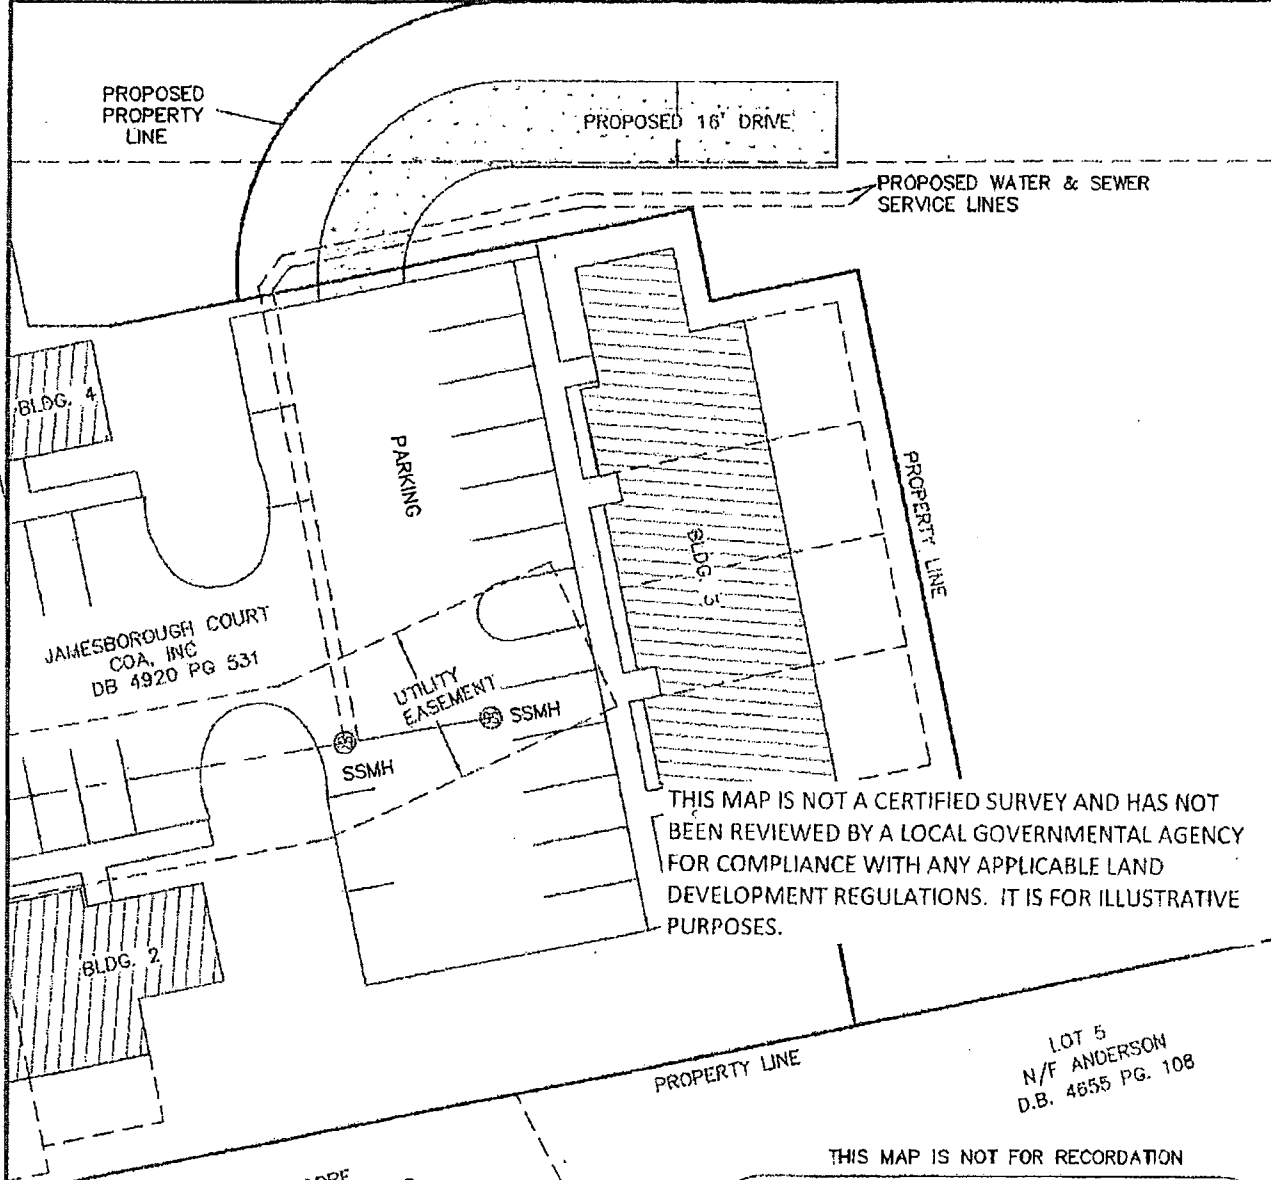 PROPOSED
PROPERTY
LINE
PROPOSED 16' DRIVE
PROPOSED WATER & SEWER
SERVICE LINES
BLDG. 4
PARKING
PROPERTY LINE
BLDG. 3
JAMESBOROUGH COURT
COA, INC
DB 4920 PG 531
UTILITY
EASEMENT
SSMH
SSMH
THIS MAP IS NOT A CERTIFIED SURVEY AND HAS NOT
BEEN REVIEWED BY A LOCAL GOVERNMENTAL AGENCY
FOR COMPLIANCE WITH ANY APPLICABLE LAND
DEVELOPMENT REGULATIONS. IT IS FOR ILLUSTRATIVE
PURPOSES.
BLDG. 2
PROPERTY LINE
LOT 5
N/F ANDERSON
D.B. 4655 PG. 108
THIS MAP IS NOT FOR RECORDATION